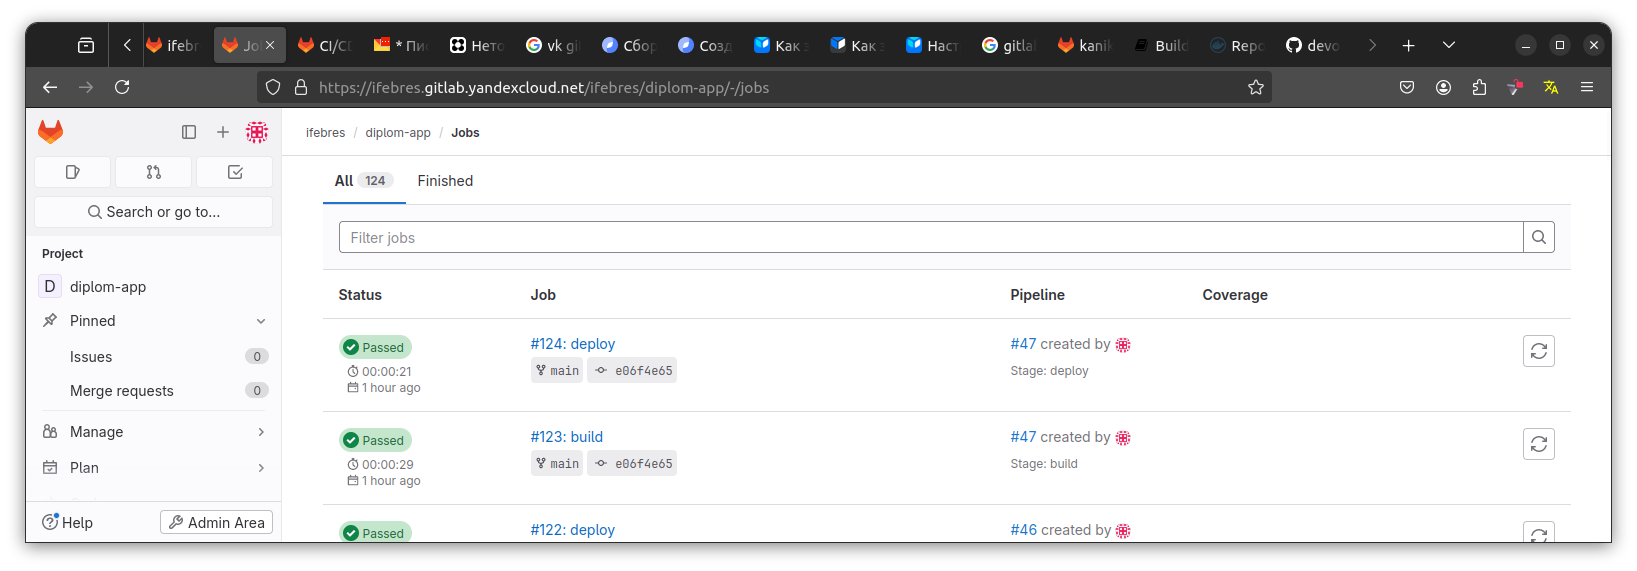 ifebr
Jo
CI/C
* Пи
Нето
vk gi
Сбор
Созд
Как з
Как з
Наст
gitla
kani
Build
Repo
devo
https://ifebres.gitlab.yandexcloud.net/ifebres/diplom-app/-/jobs
ifebres / diplom-app / Jobs
Search or go to...
Project
D diplom-app
Pinned
Issues 0
Merge requests 0
Manage
Plan
Help
Admin Area
All 124 Finished
Filter jobs
Status Job Pipeline Coverage
Passed #124: deploy #47 created by
00:00:21 main e06f4e65 Stage: deploy
1 hour ago
Passed #123: build #47 created by
00:00:29 main e06f4e65 Stage: build
1 hour ago
Passed #122: deploy #46 created by